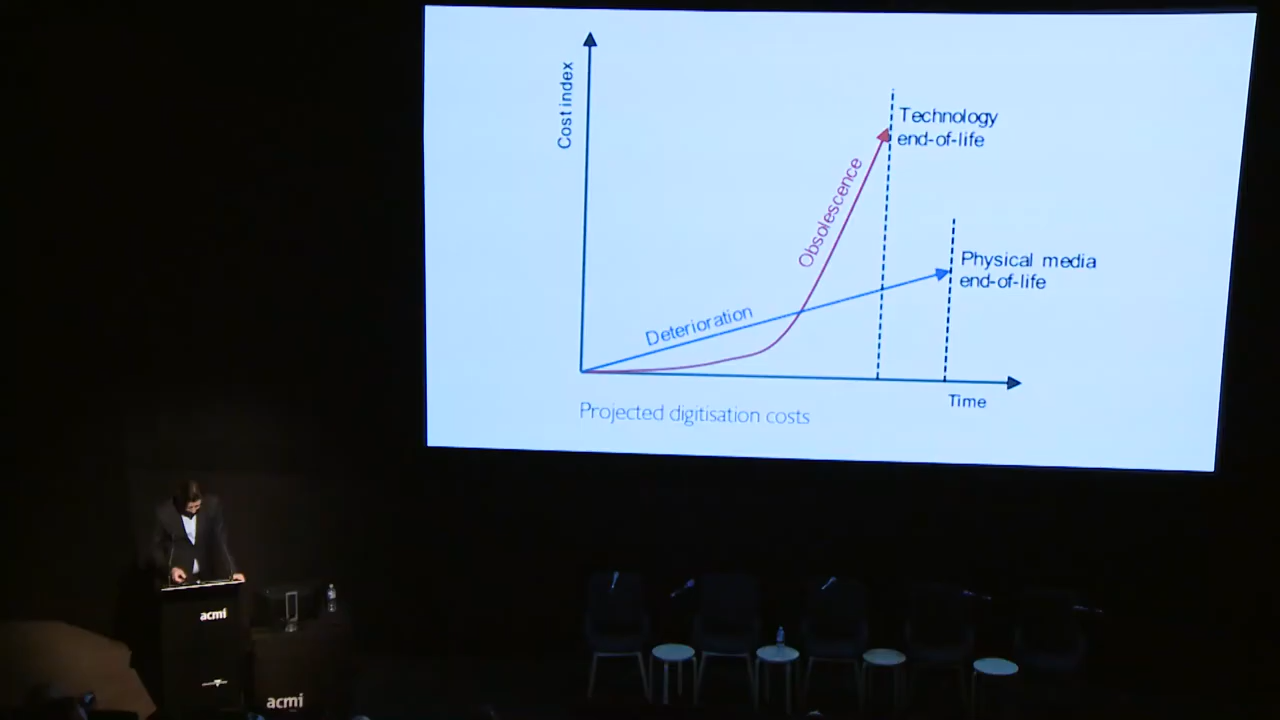 Cost index
Technology
end-of-life
Obsolescence
Physical media
end-of-life
Deterioration
Time
Projected digitisation costs
acmi
acmi